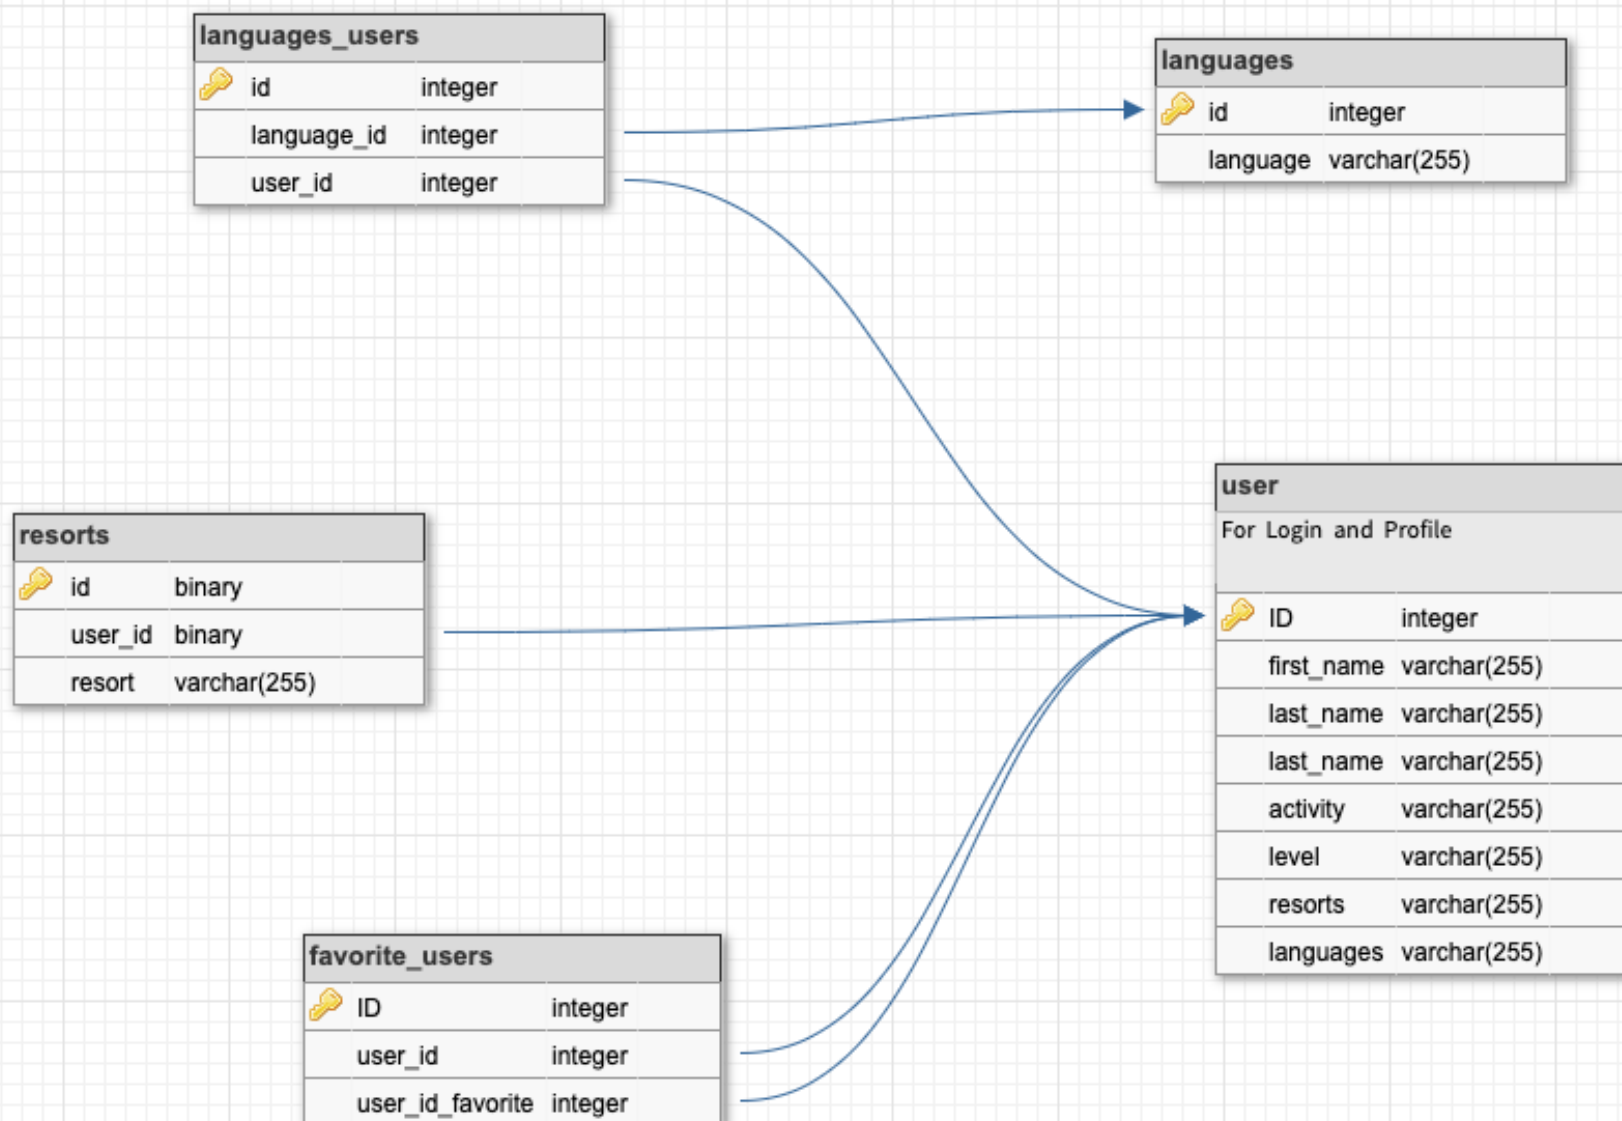 languages_users
id integer
language_id integer
user_id integer
languages
id integer
language varchar(255)
resorts
id binary
user_id binary
resort varchar(255)
user
For Login and Profile
ID integer
first_name varchar(255)
last_name varchar(255)
last_name varchar(255)
activity varchar(255)
level varchar(255)
resorts varchar(255)
languages varchar(255)
favorite_users
ID integer
user_id integer
user_id_favorite integer